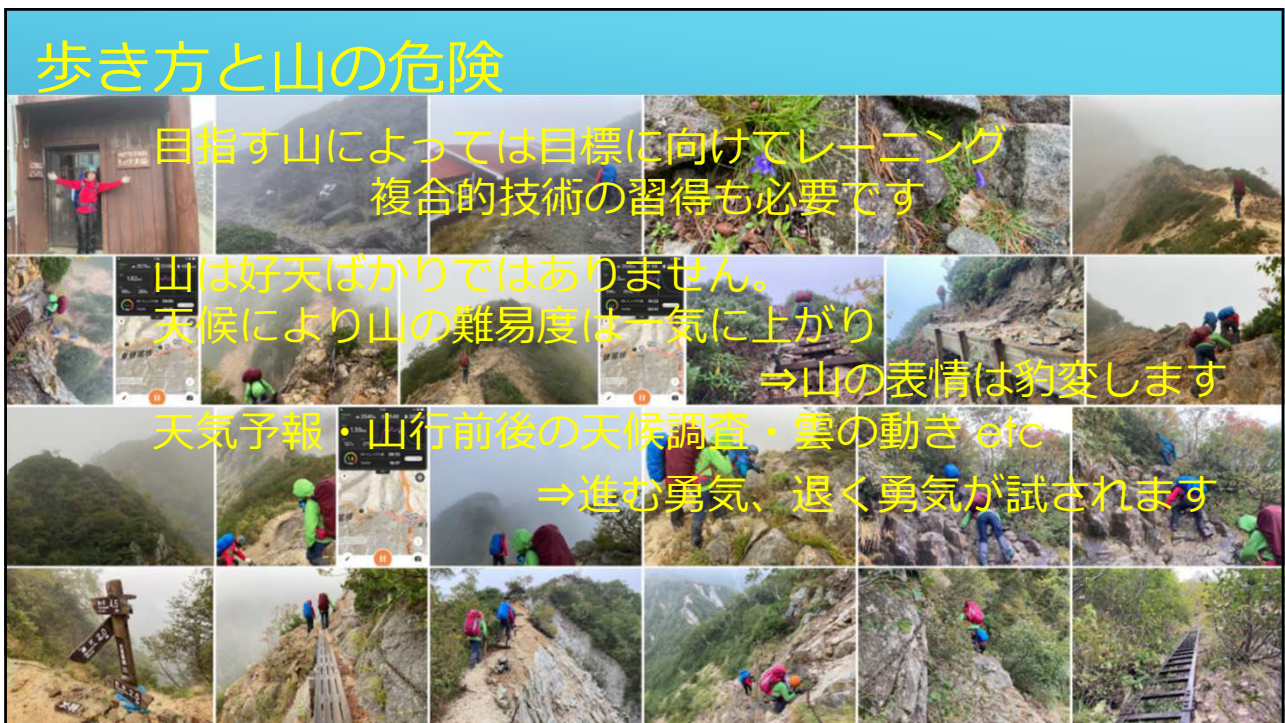 歩き方と山の危険
目指す山によっては目標に向けてレーニング
複合的技術の習得も必要です
山は好天ばかりではありません。
天候により山の難易度は一気に上がり
⇒山の表情は豹変します
天気予報・山行前後の天候調査・雲の動き etc
⇒進む勇気、退く勇気が試されます